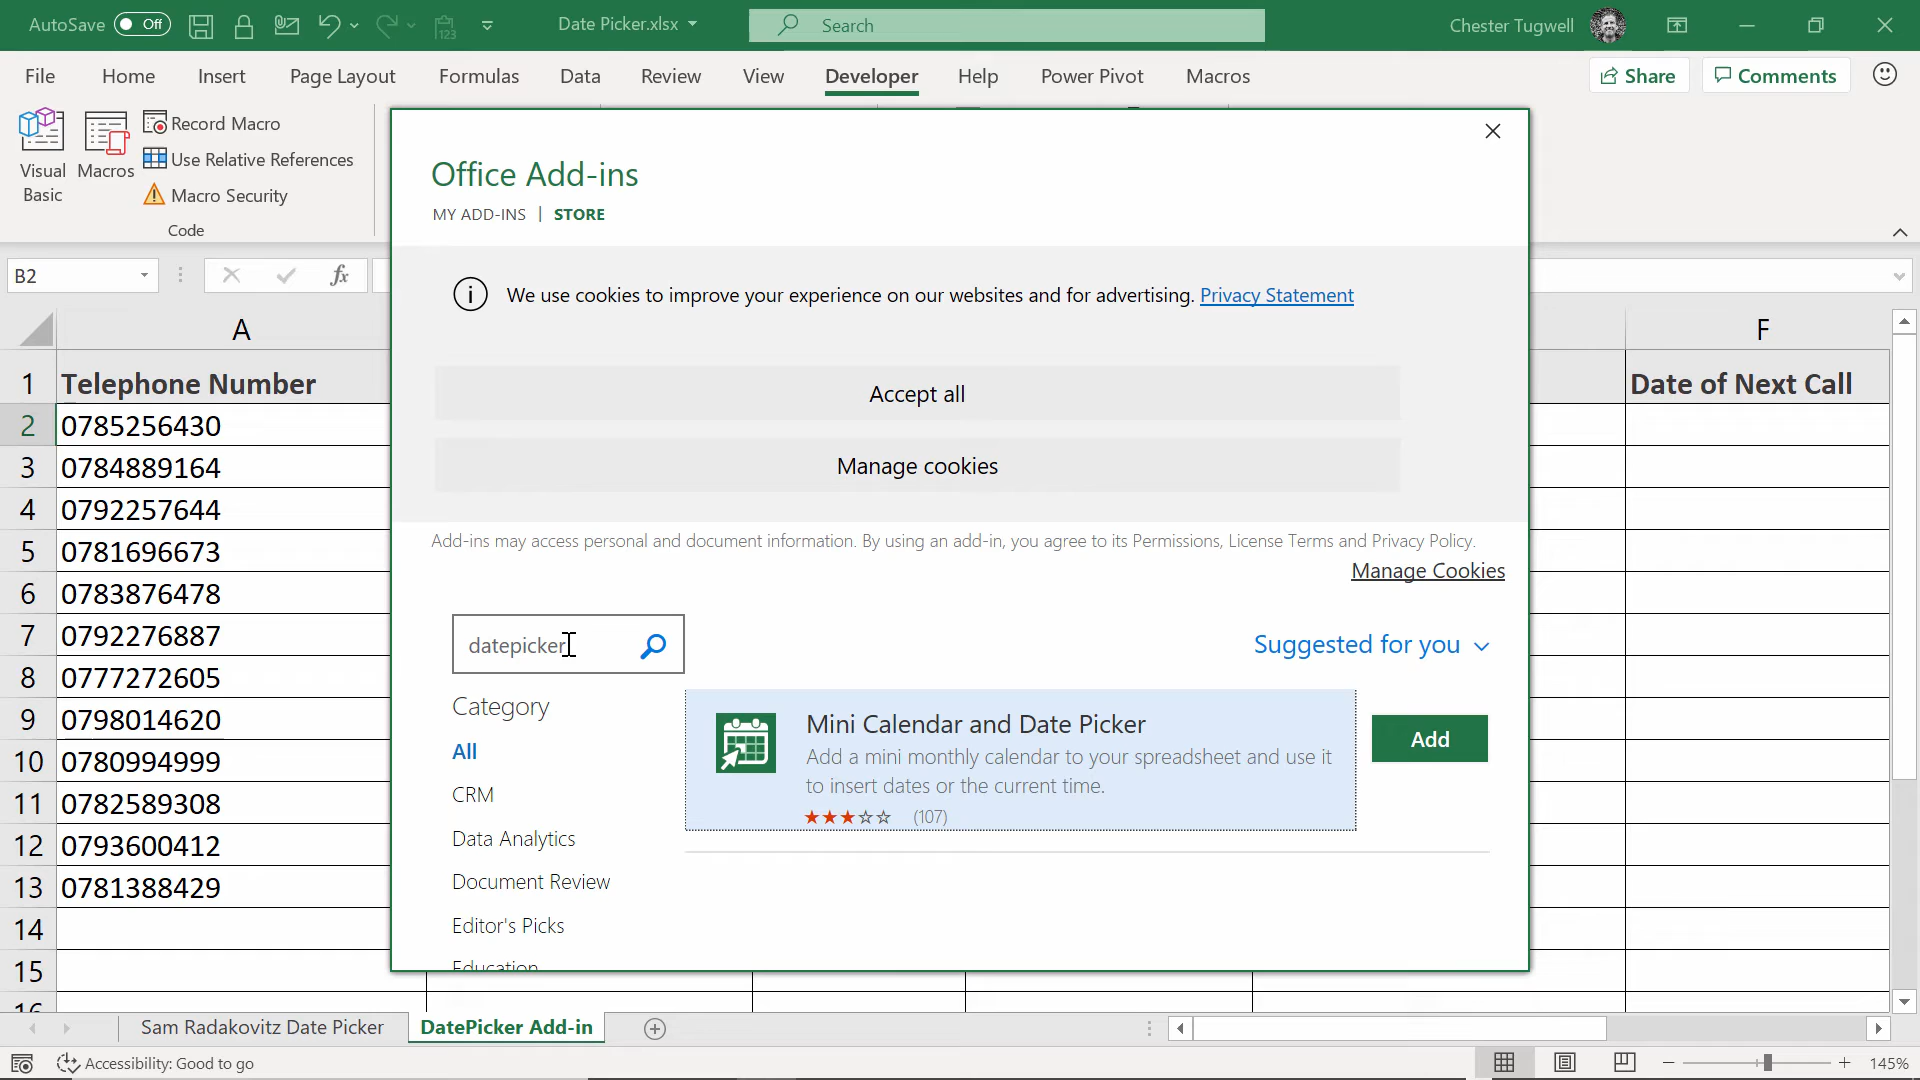 AutoSave Off
Date Picker.xlsx
Search
Chester Tugwell
File Home Insert Page Layout Formulas Data Review View Developer Help Power Pivot Macros
Share
Comments
Visual Basic
Macros
Record Macro
Use Relative References
Macro Security
Code
Office Add-ins
MY ADD-INS | STORE
We use cookies to improve your experience on our websites and for advertising. Privacy Statement
Accept all
Manage cookies
Add-ins may access personal and document information. By using an add-in, you agree to its Permissions, License Terms and Privacy Policy.
Manage Cookies
datepicker
Suggested for you
Category
All
CRM
Data Analytics
Document Review
Editor's Picks
Education
Mini Calendar and Date Picker
Add a mini monthly calendar to your spreadsheet and use it
to insert dates or the current time.
(107)
Add
B2
fx
A F
1 Telephone Number Date of Next Call
2 0785256430
3 0784889164
4 0792257644
5 0781696673
6 0783876478
7 0792276887
8 0777272605
9 0798014620
10 0780994999
11 0782589308
12 0793600412
13 0781388429
14
15
16
Sam Radakovitz Date Picker
DatePicker Add-in
Accessibility: Good to go
145%